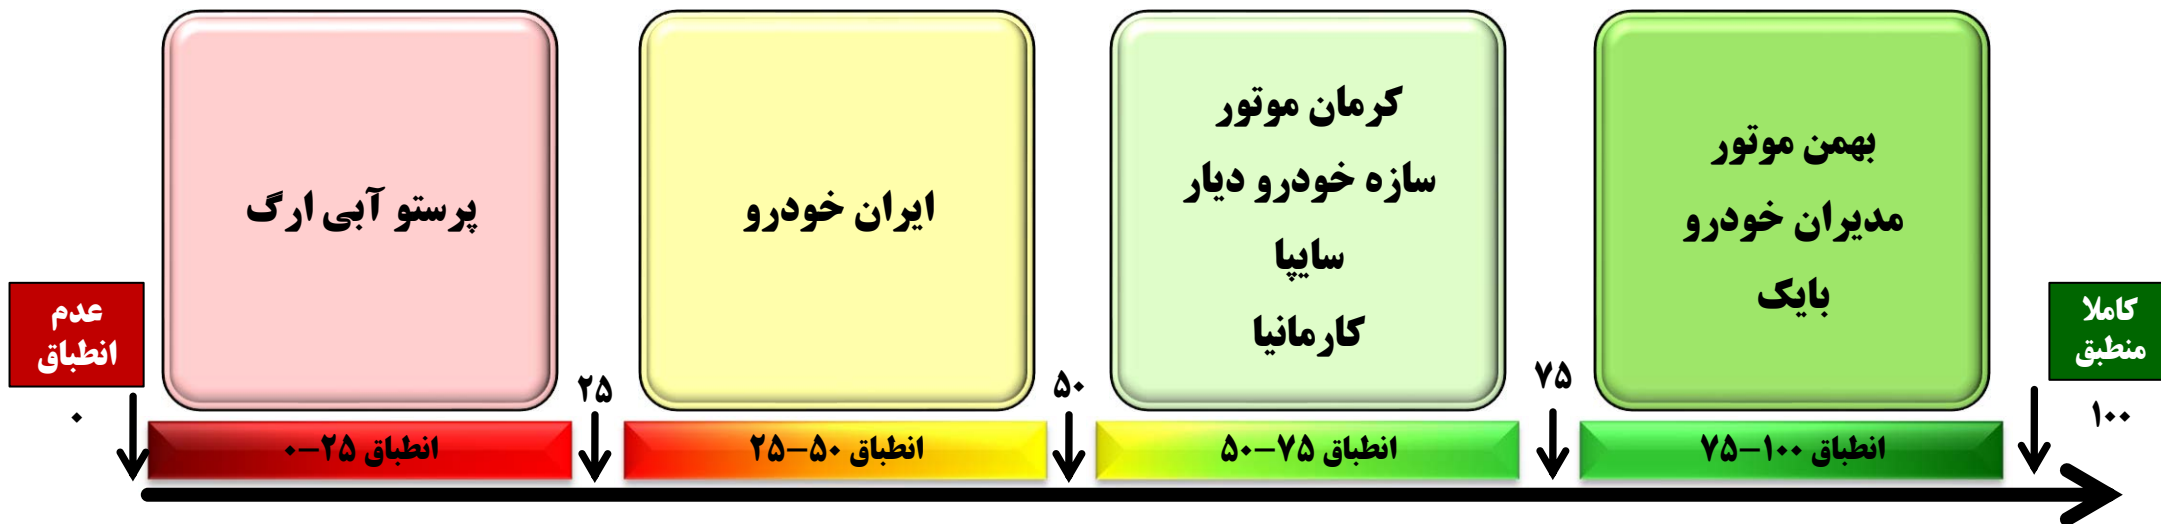 کرمان موتور
سازه خودرو دیار
سایپا
کارمانیا
بهمن موتور
مدیران خودرو
بایک
ایران خودرو
پرستو آبی ارگ
کاملا
منطبق
عدم
انطباق
۱۰۰
۷۵
۵۰
۲۵
۰
انطباق ۱۰۰-۷۵
انطباق ۷۵-۵۰
انطباق ۵۰-۲۵
انطباق ۲۵-۰